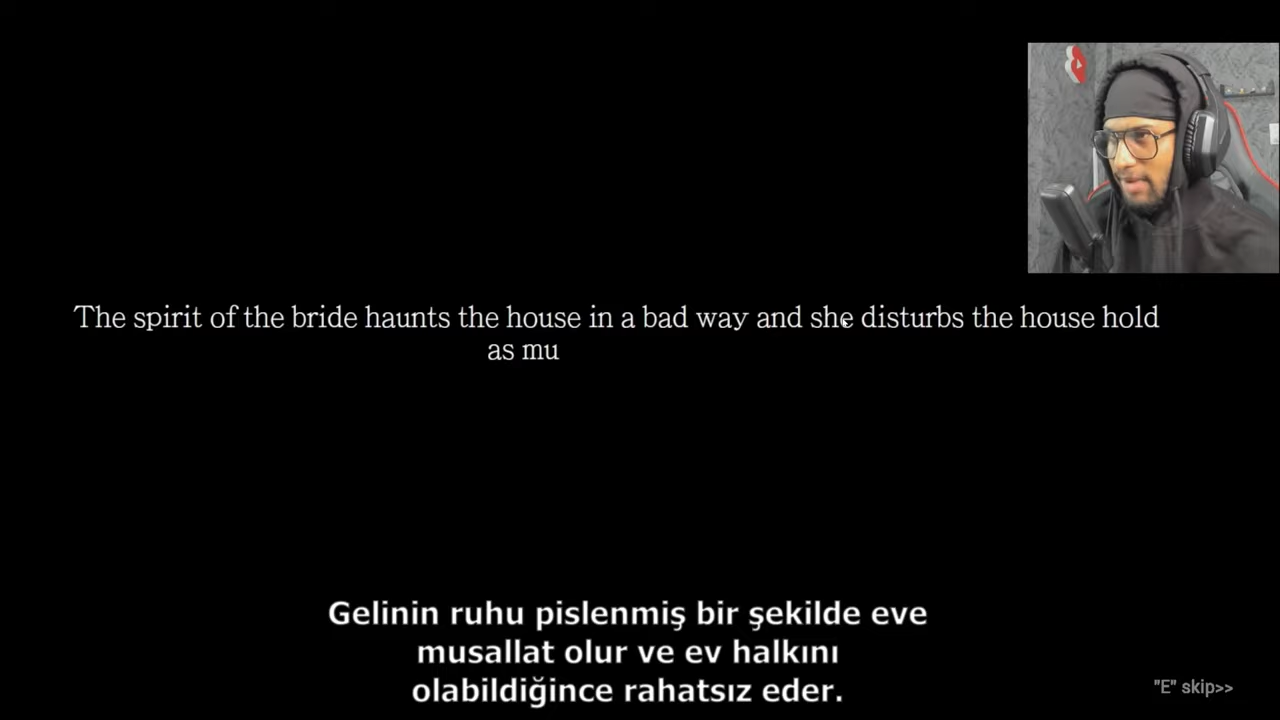 The spirit of the bride haunts the house in a bad way and she disturbs the house hold
as mu
Gelinin ruhu pislenmiş bir şekilde eve
musallat olur ve ev halkını
olabildiğince rahatsız eder.
"E" skip>>